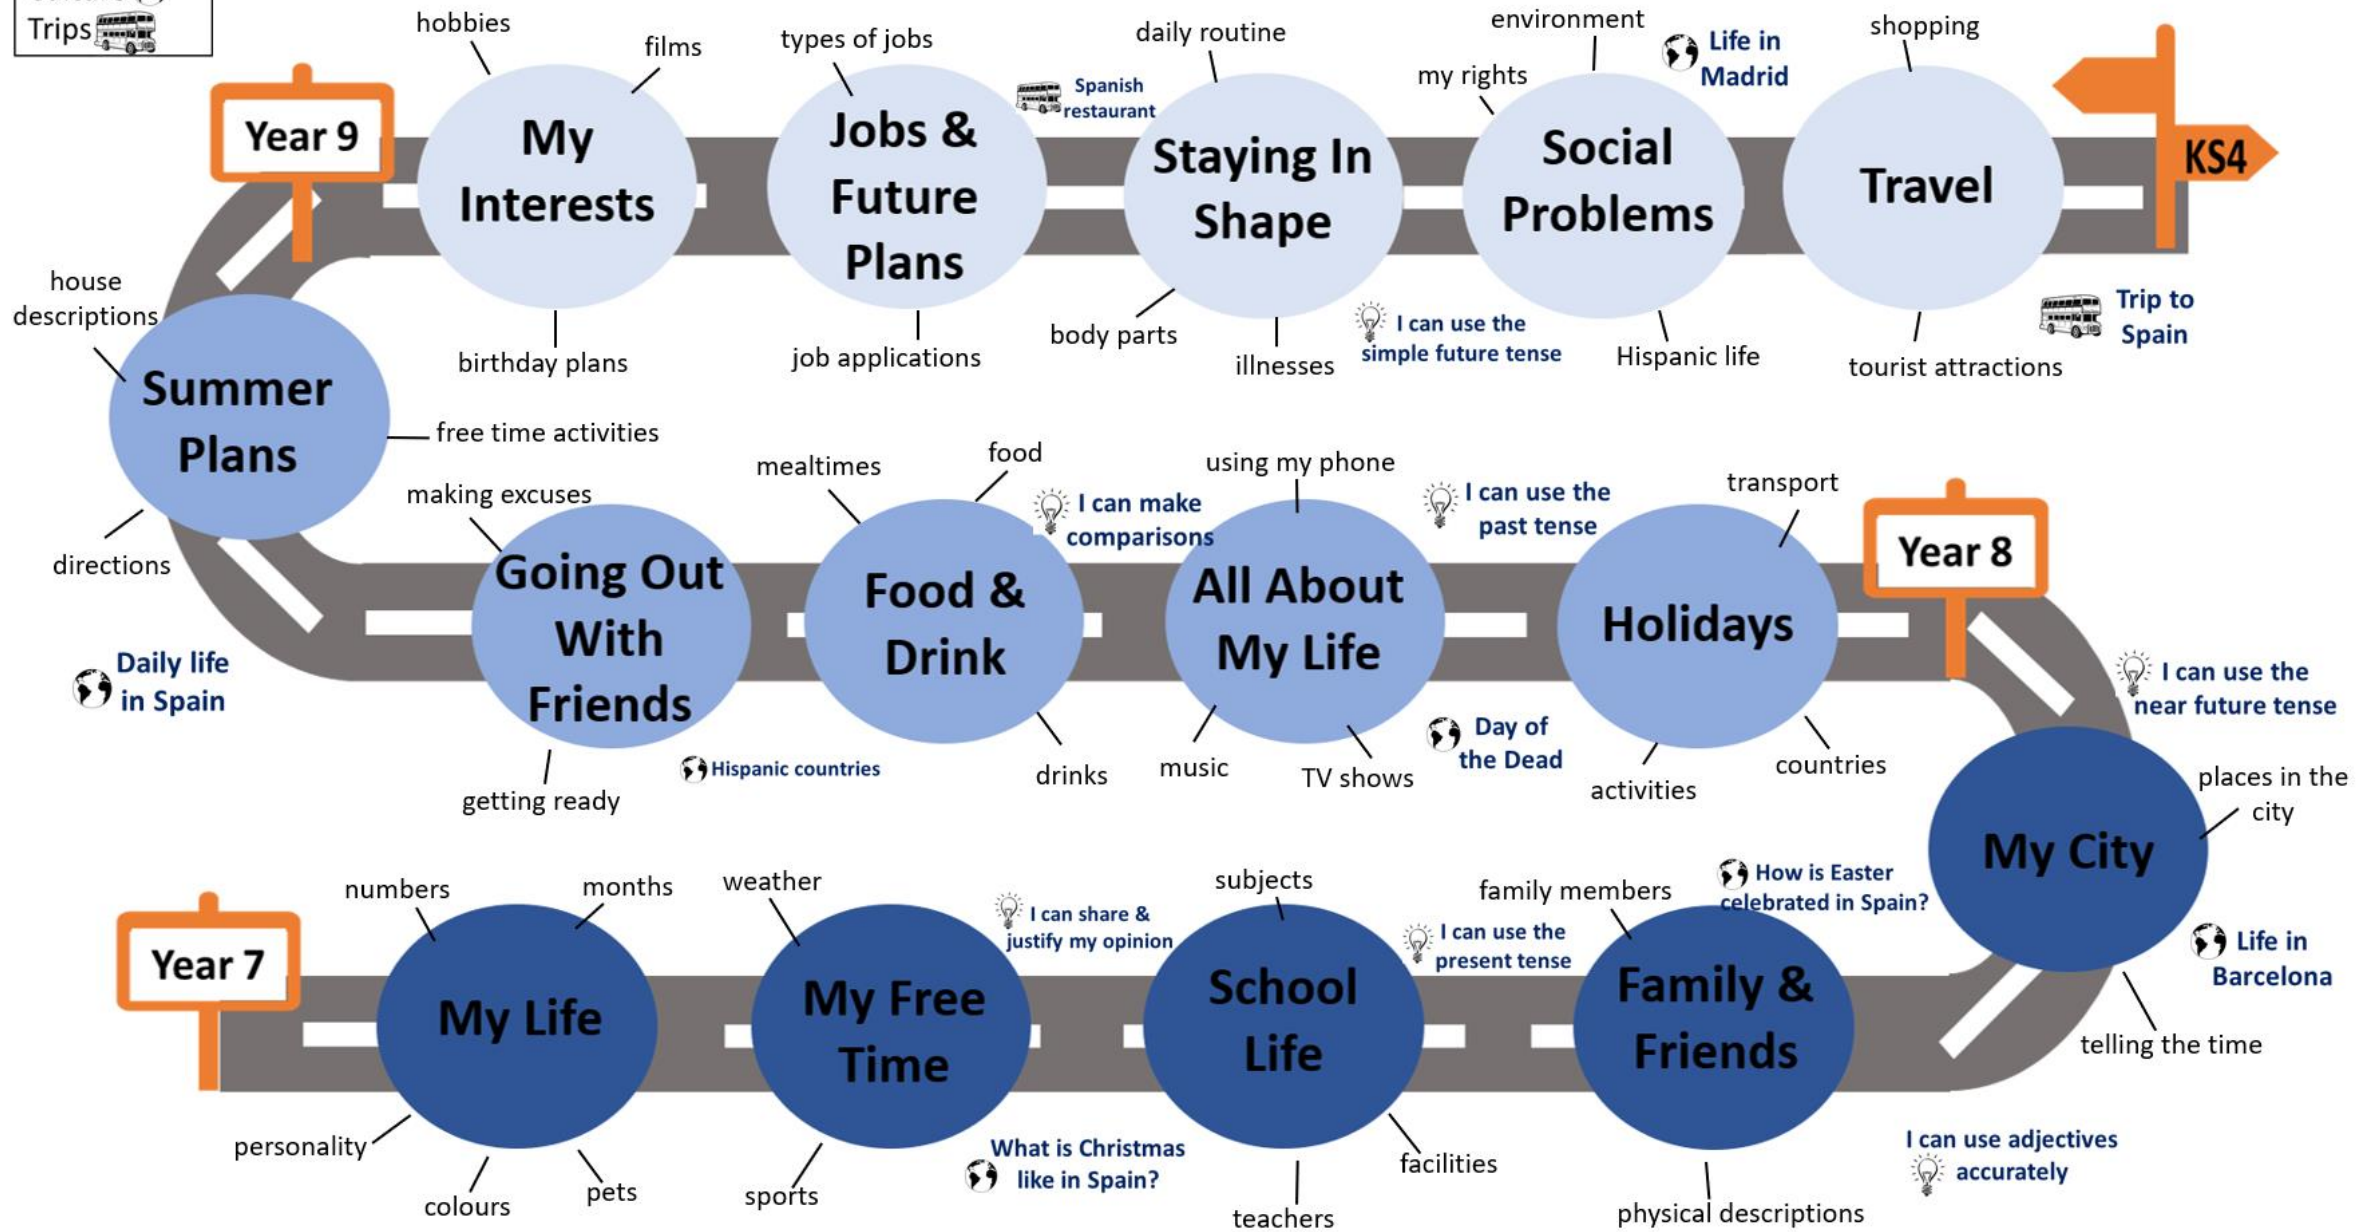 Trips
hobbies
films
types of jobs
daily routine
environment
shopping
Spanish
restaurant
my rights
Life in
Madrid
Year 9
My
Interests
Jobs &
Future
Plans
Staying In
Shape
Social
Problems
Travel
KS4
birthday plans
job applications
body parts
illnesses
I can use the
simple future tense
Hispanic life
tourist attractions
Trip to
Spain
house
descriptions
Summer
Plans
free time activities
directions
Daily life
in Spain
making excuses
mealtimes
food
I can make
comparisons
using my phone
I can use the
past tense
transport
Year 8
Going Out
With
Friends
Food &
Drink
All About
My Life
Holidays
I can use the
near future tense
getting ready
Hispanic countries
drinks
music
TV shows
Day of
the Dead
activities
countries
My City
places in the
city
Life in
Barcelona
telling the time
Year 7
numbers
months
weather
I can share &
justify my opinion
subjects
I can use the
present tense
family members
How is Easter
celebrated in Spain?
My Life
My Free
Time
School
Life
Family &
Friends
personality
colours
pets
sports
What is Christmas
like in Spain?
teachers
facilities
physical descriptions
I can use adjectives
accurately